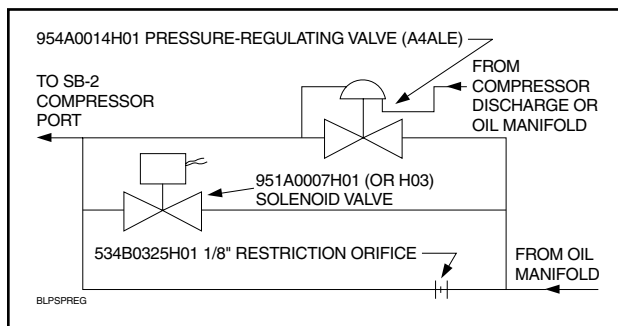 954A0014H01 PRESSURE-REGULATING VALVE (A4ALE)
TO SB-2
COMPRESSOR
PORT
FROM
COMPRESSOR
DISCHARGE OR
OIL MANIFOLD
951A0007H01 (OR H03)
SOLENOID VALVE
534B0325H01 1/8" RESTRICTION ORIFICE
FROM OIL
MANIFOLD
BLPSPREG